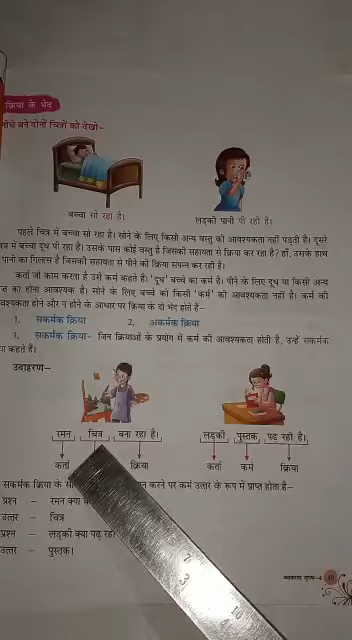 क्रिया के भेद
नीचे बने दोनों चित्रों को देखो–
बच्चा सो रहा है। लड़की पानी पी रही है।
पहले चित्र में बच्चा सो रहा है। सोने के लिए किसी अन्य वस्तु की आवश्यकता नहीं पड़ती है। दूसरे
चित्र में बच्चा दूध पी रहा है। उसके पास कोई वस्तु है जिसकी सहायता से क्रिया कर रहा है? हाँ, उसके हाथ
पानी का गिलास है जिसकी सहायता से पीने की क्रिया संपन्न कर रही है।
कर्ता जो काम करता है उसे कर्म कहते हैं। 'दूध' बच्चे का कर्म है। पीने के लिए दूध या किसी अन्य
का होना आवश्यक है। सोने के लिए बच्चे को किसी 'कर्म' की आवश्यकता नहीं है। कर्म की
आवश्यकता होने और न होने के आधार पर क्रिया के दो भेद होते हैं–
1. सकर्मक क्रिया 2. अकर्मक क्रिया
1. सकर्मक क्रिया– जिन क्रियाओं के प्रयोग में कर्म की आवश्यकता होती है, उन्हें सकर्मक
कहते हैं।
उदाहरण–
रमन चित्र बना रहा है। लड़की पुस्तक पढ़ रही है।
कर्ता क्रिया कर्ता कर्म क्रिया
सकर्मक क्रिया के करने पर कर्म उत्तर के रूप में प्राप्त होता है–
प्रश्न – रमन क्या
उत्तर – चित्र
प्रश्न – लड़की क्या पढ़ रही
उत्तर – पुस्तक।
व्याकरण सुगम-4